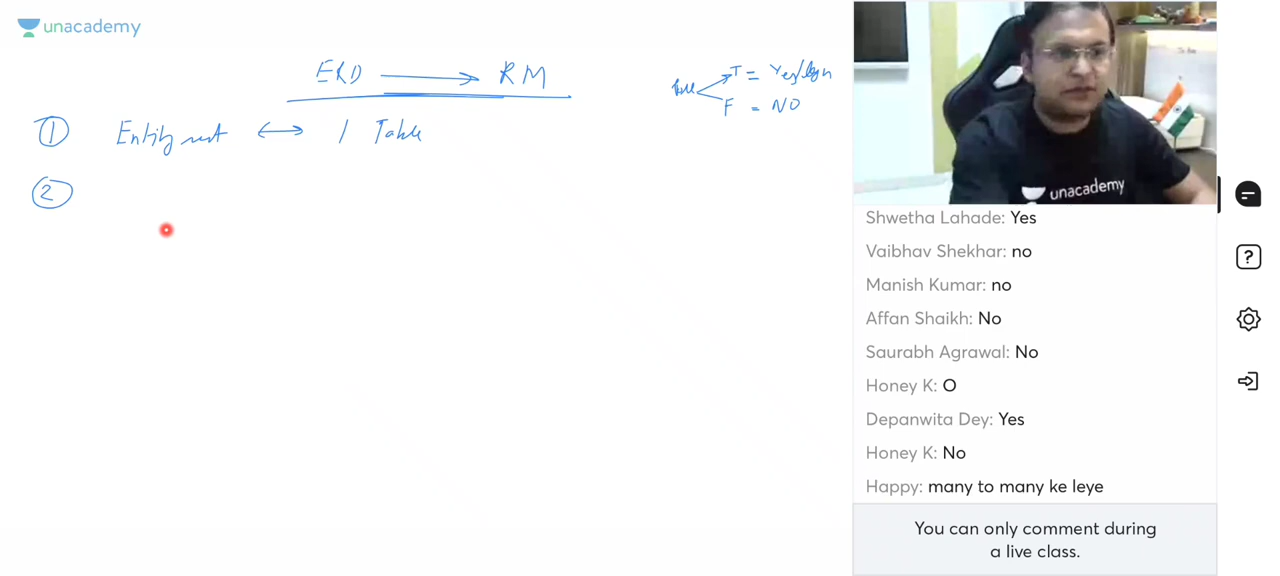 unacademy
ERD → RM
① Entity set ↔ 1 Table
②
T = Yes/
F = NO
unacademy
Shwetha Lahade: Yes
Vaibhav Shekhar: no
Manish Kumar: no
Affan Shaikh: No
Saurabh Agrawal: No
Honey K: O
Depanwita Dey: Yes
Honey K: No
Happy: many to many ke leye
You can only comment during
a live class.
?